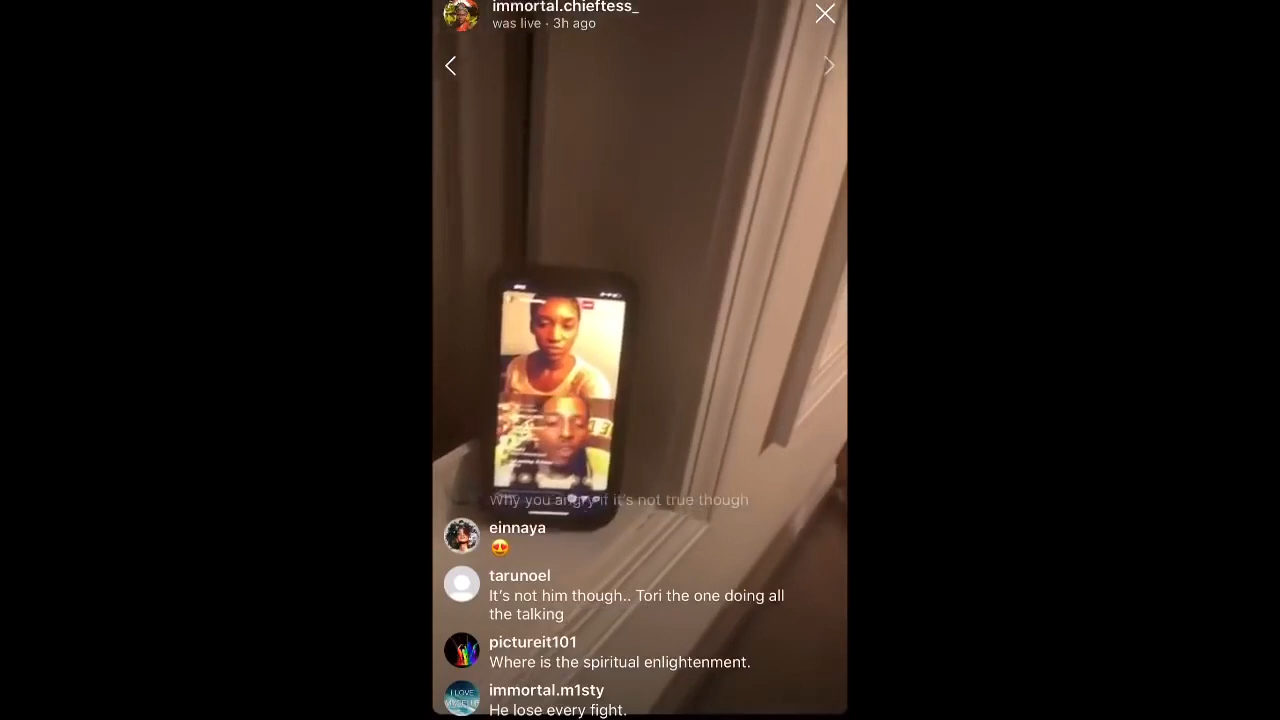 immortal.chieftess_
was live · 3h ago
Why you angry if it's not true though
einnaya
😍
tarunoel
It's not him though.. Tori the one doing all
the talking
pictureit101
Where is the spiritual enlightenment.
I LOVE
MYSELF
immortal.m1sty
He lose every fight.